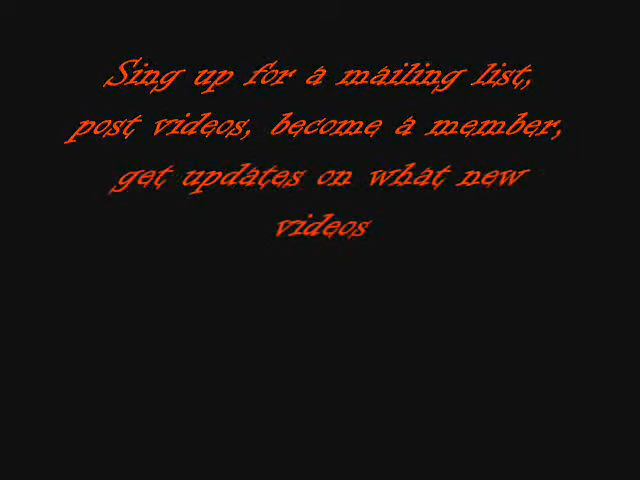 Sing up for a mailing list,
post videos, become a member,
get updates on what new
videos